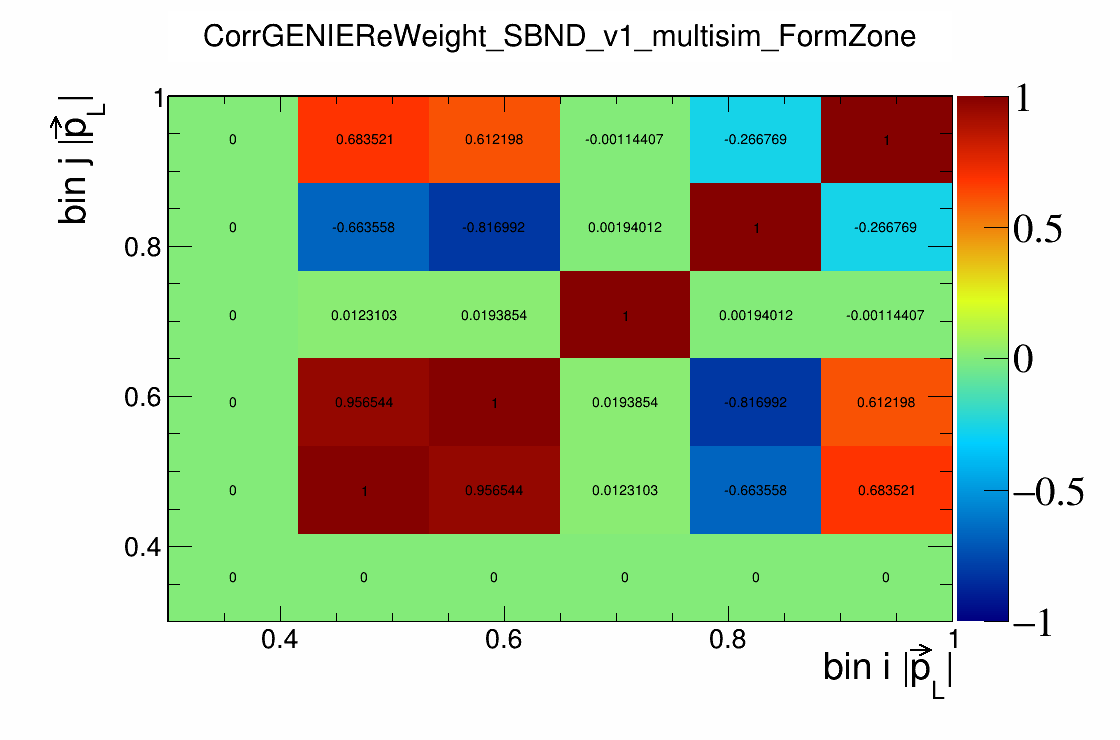 CorrGENIEReWeight_SBND_v1_multisim_FormZone
bin j |p⃗_L|
1
0.8
0.6
0.4
0 0.683521 0.612198 -0.00114407 -0.266769 1
0 -0.663558 -0.816992 0.00194012 1 -0.266769
0 0.0123103 0.0193854 1 0.00194012 -0.00114407
0 0.956544 1 0.0193854 -0.816992 0.612198
0 1 0.956544 0.0123103 -0.663558 0.683521
0 0 0 0 0 0
0.4 0.6 0.8 1
bin i |p⃗_L|
1
0.5
0
−0.5
−1